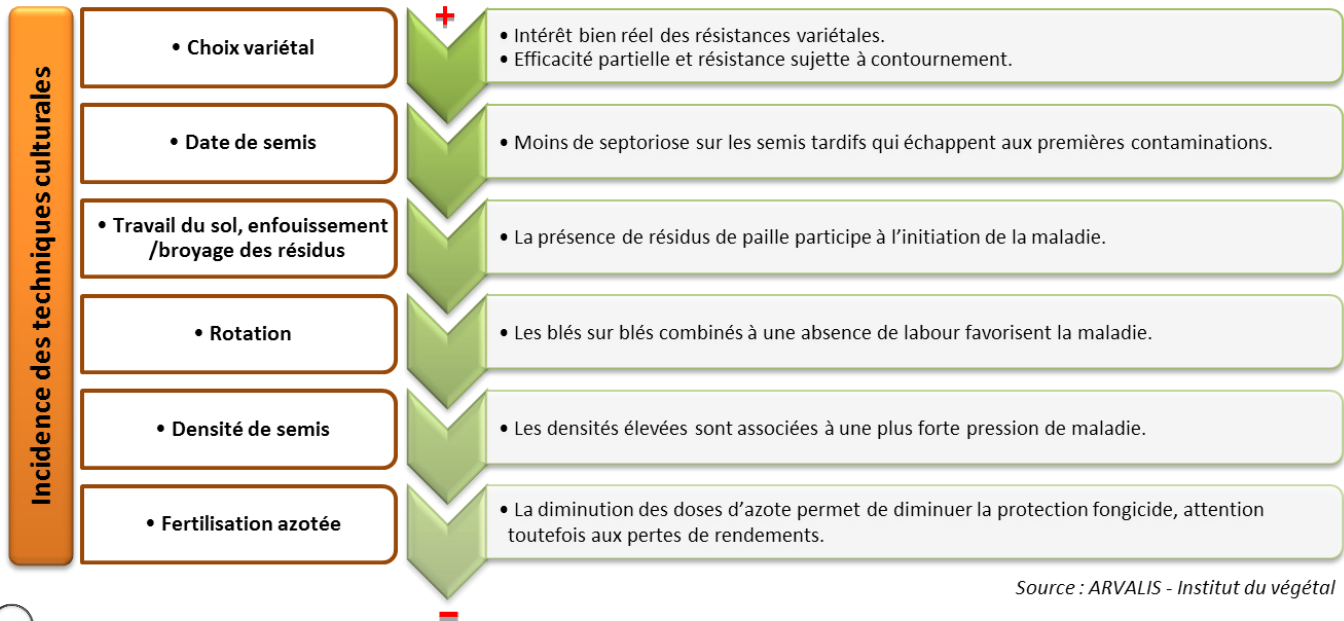 Incidence des techniques culturales
+
• Choix variétal
• Intérêt bien réel des résistances variétales.
• Efficacité partielle et résistance sujette à contournement.
• Date de semis
• Moins de septoriose sur les semis tardifs qui échappent aux premières contaminations.
• Travail du sol, enfouissement
/broyage des résidus
• La présence de résidus de paille participe à l'initiation de la maladie.
• Rotation
• Les blés sur blés combinés à une absence de labour favorisent la maladie.
• Densité de semis
• Les densités élevées sont associées à une plus forte pression de maladie.
• Fertilisation azotée
• La diminution des doses d'azote permet de diminuer la protection fongicide, attention
toutefois aux pertes de rendements.
-
Source : ARVALIS - Institut du végétal